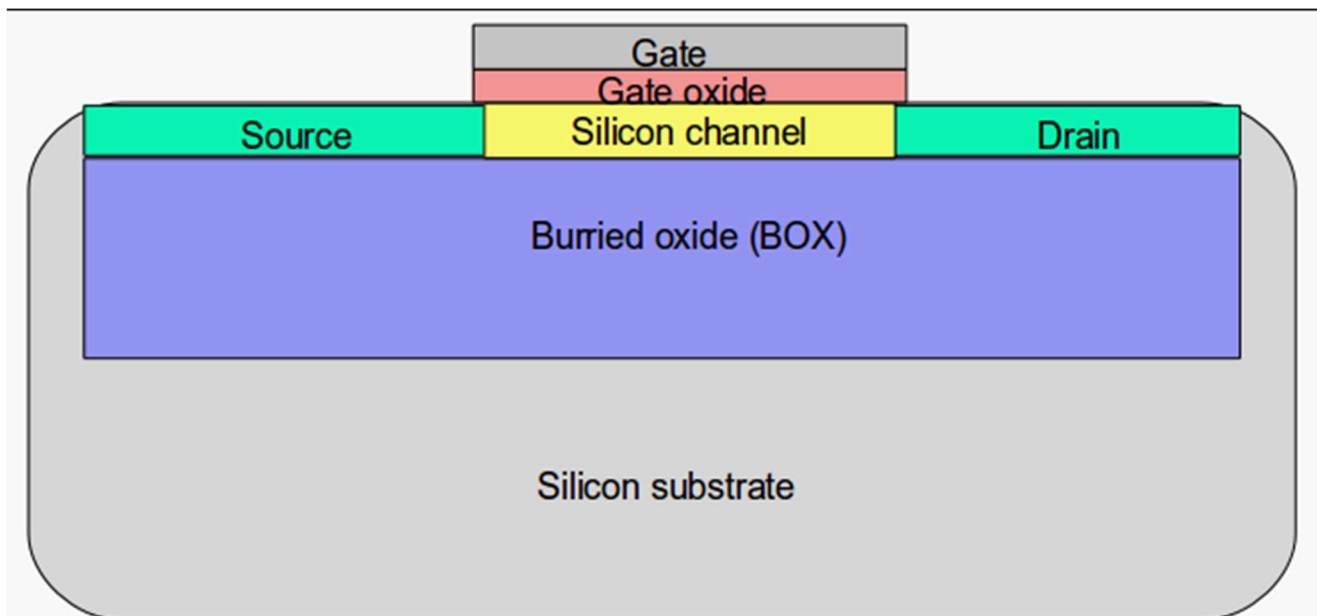 Gate
Gate oxide
Source
Silicon channel
Drain
Burried oxide (BOX)
Silicon substrate